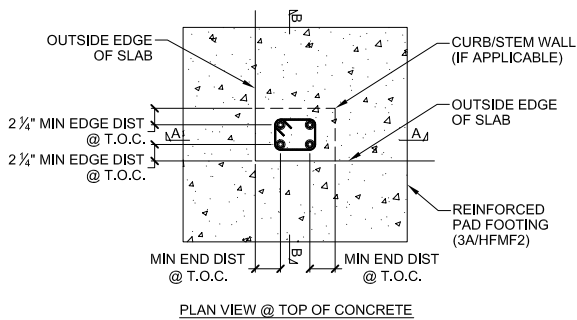 B
OUTSIDE EDGE
OF SLAB
CURB/STEM WALL
(IF APPLICABLE)
OUTSIDE EDGE
OF SLAB
2 ¼" MIN EDGE DIST
@ T.O.C.
A
A
2 ¼" MIN EDGE DIST
@ T.O.C.
REINFORCED
PAD FOOTING
(3A/HFMF2)
B
MIN END DIST
@ T.O.C.
MIN END DIST
@ T.O.C.
PLAN VIEW @ TOP OF CONCRETE